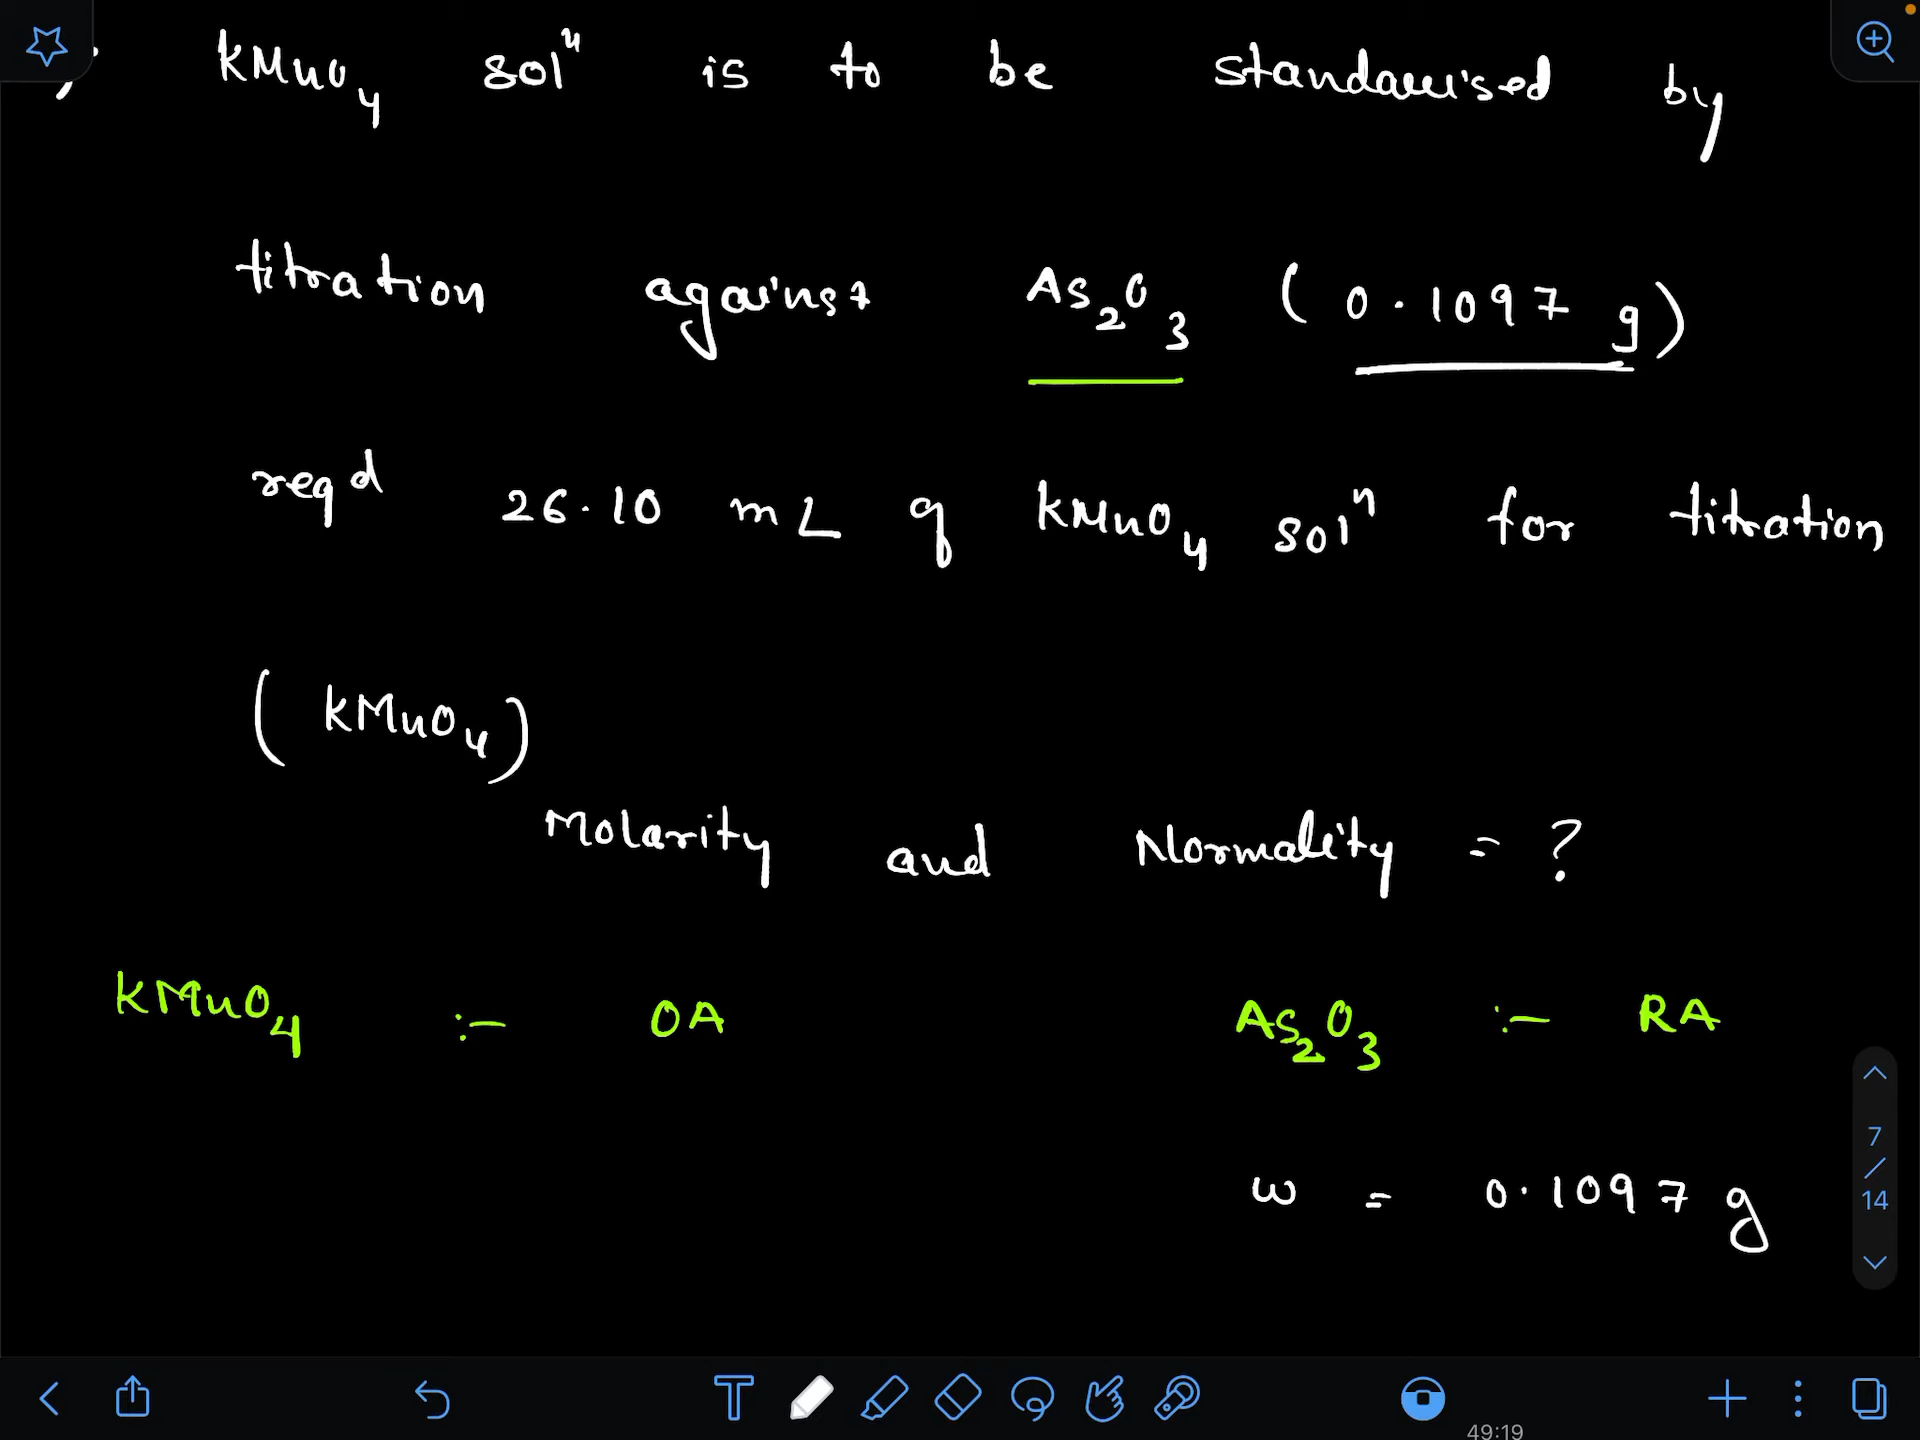 KMnO4 solⁿ is to be standardised by
titration against As2O3 (0.1097 g)
reqd 26.10 mL of KMnO4 solⁿ for titration
(KMnO4)
Molarity and Normality = ?
KMnO4 :- OA As2O3 :- RA
w = 0.1097 g
7
/
14
T
49:19